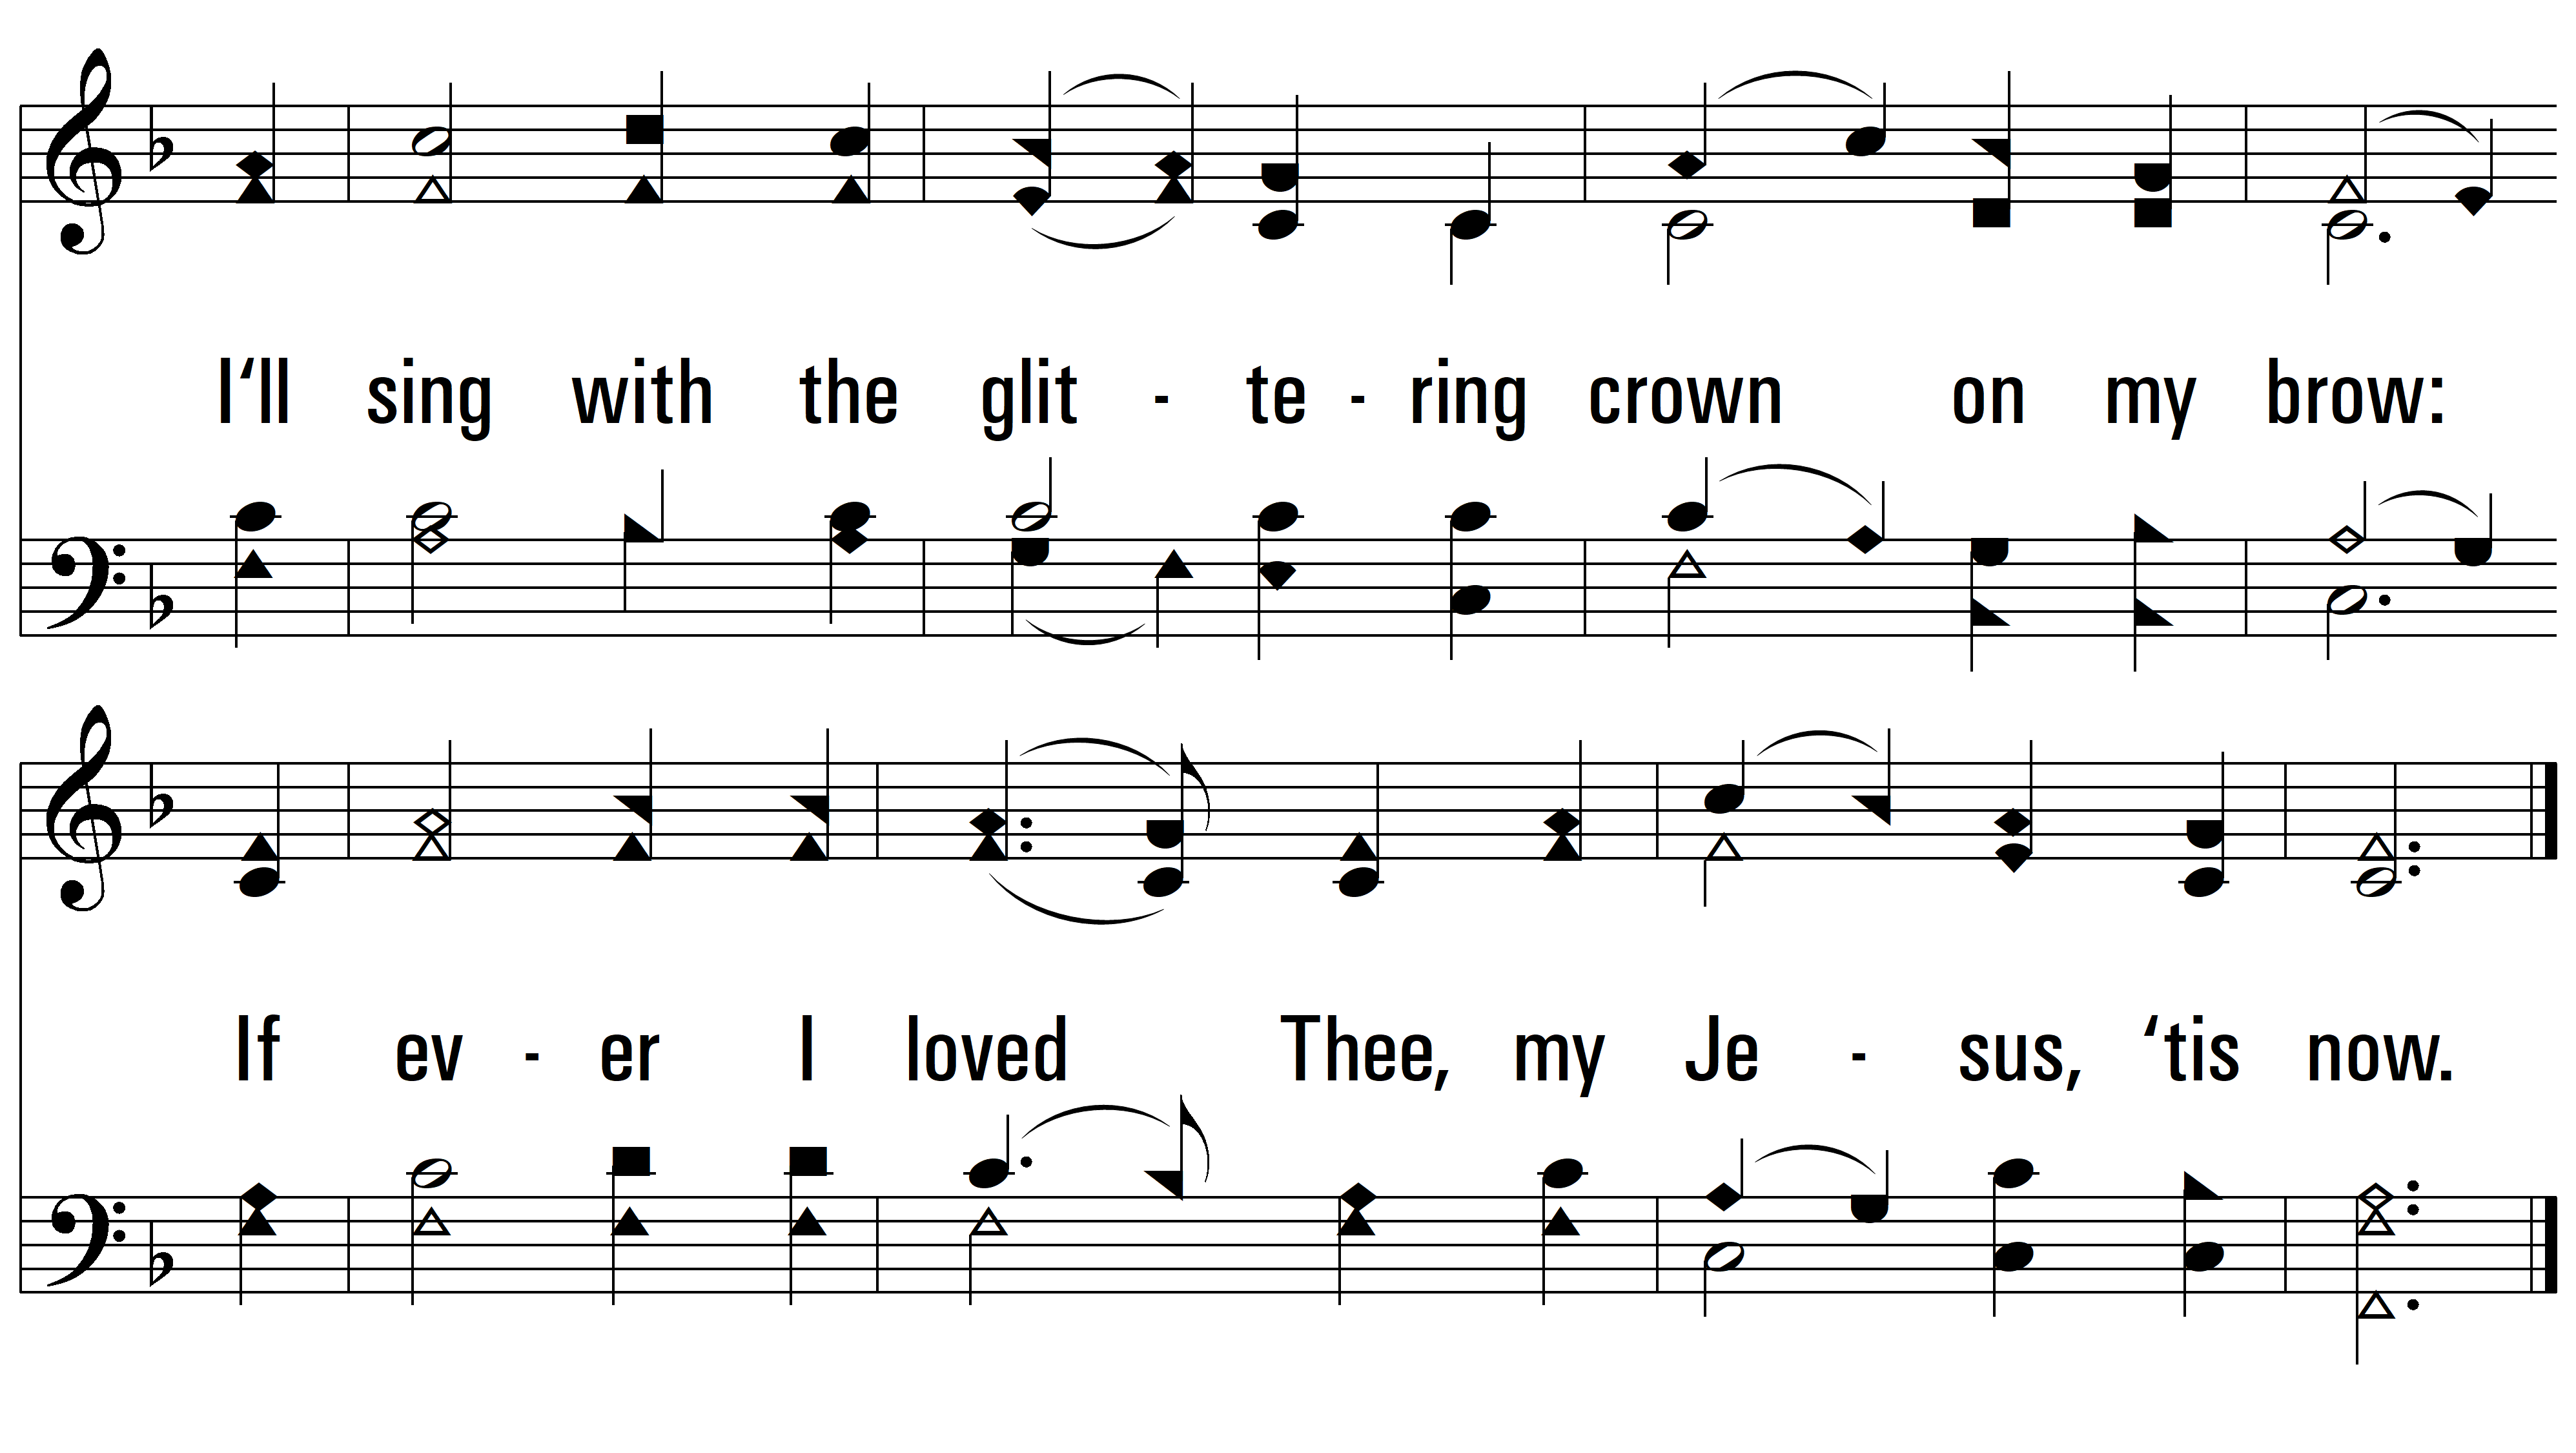 I‘ll sing with the glit - te - ring crown on my brow:
If ev - er I loved Thee, my Je - sus, ‘tis now.